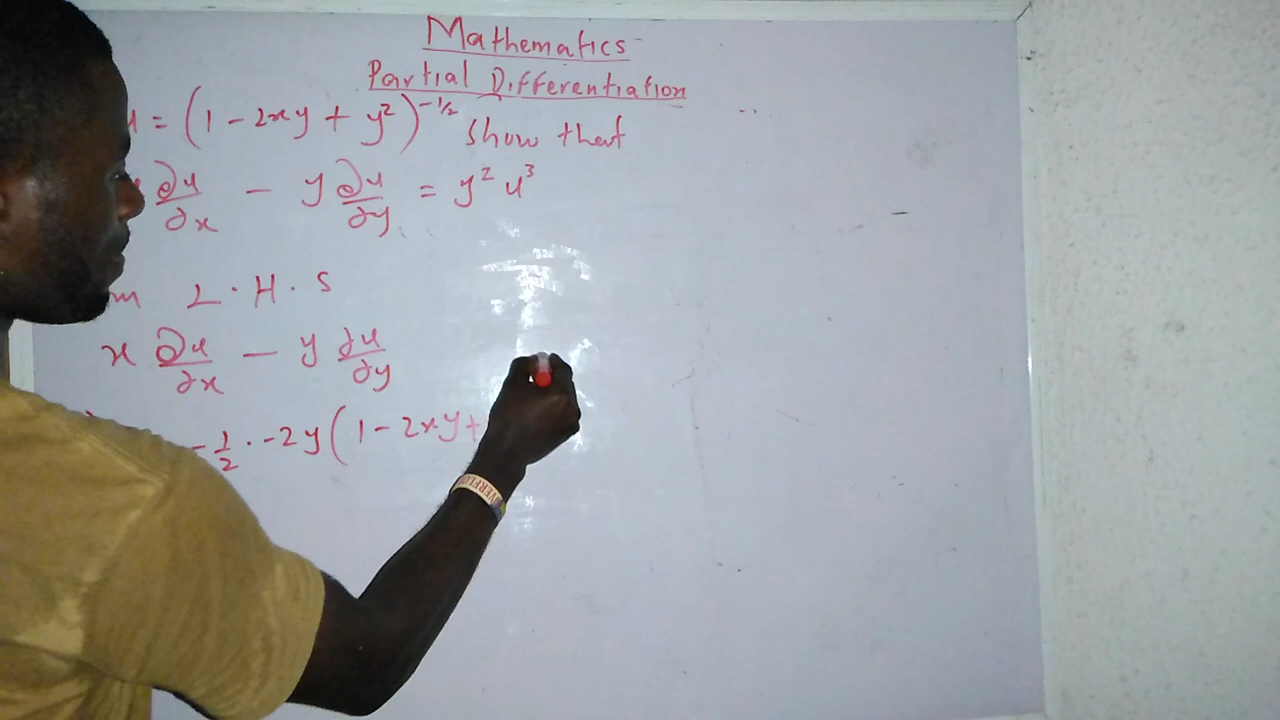 Mathematics
Partial Differentiation
u = (1 - 2xy + y²)^-1/2 show that
∂u/∂x - y ∂u/∂y = y² u³
L.H.S
x ∂u/∂x - y ∂u/∂y
-1/2 · -2y(1 - 2xy +